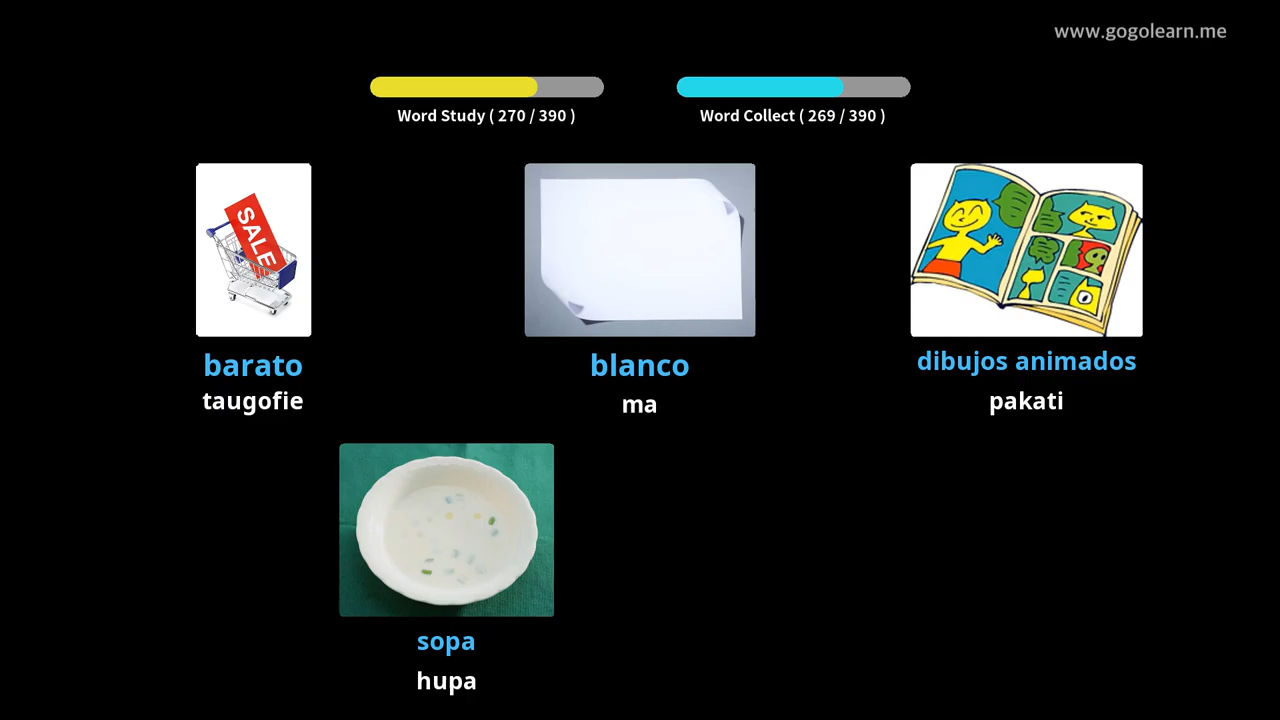 www.gogolearn.me
Word Study ( 270 / 390 )
Word Collect ( 269 / 390 )
SALE
barato
taugofie
blanco
ma
dibujos animados
pakati
sopa
hupa